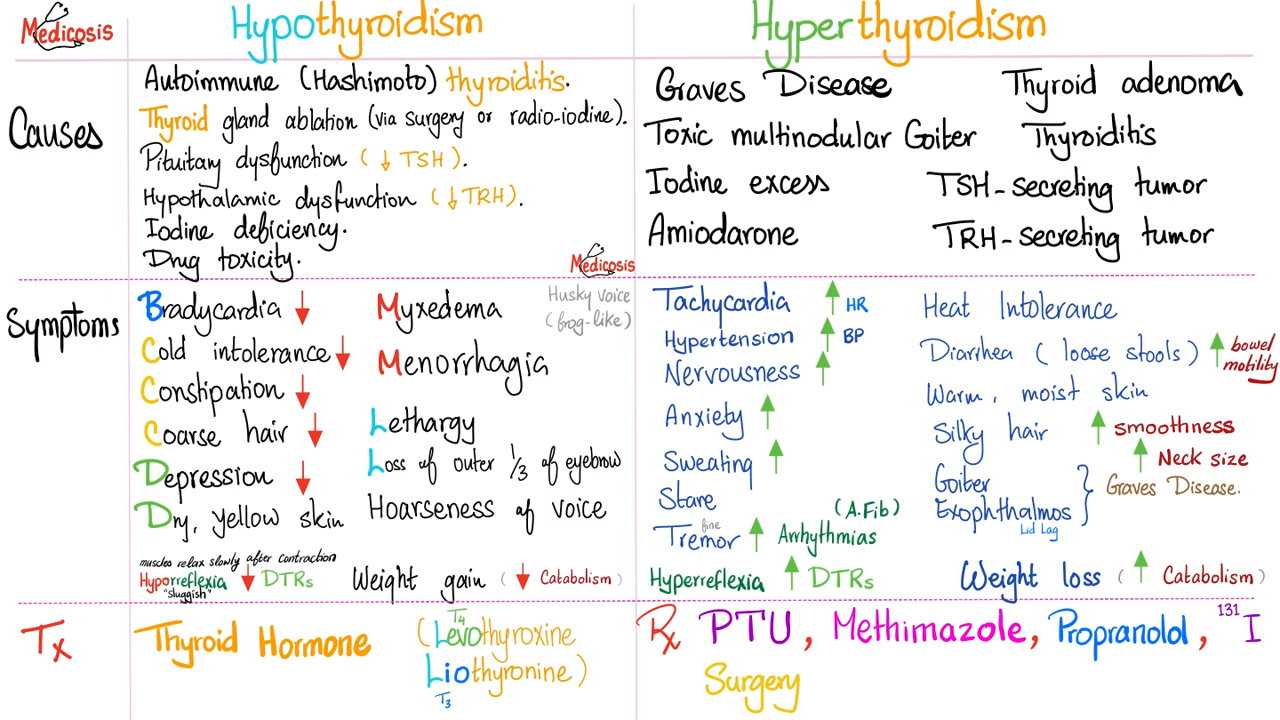 Medicosis
Hypothyroidism
Hyperthyroidism
Causes
Autoimmune (Hashimoto) thyroiditis.
Thyroid gland ablation (via surgery or radio-iodine).
Pituitary dysfunction (↓ TSH).
Hypothalamic dysfunction (↓TRH).
Iodine deficiency.
Drug toxicity.
Medicosis
Graves Disease
Toxic multinodular Goiter
Iodine excess
Amiodarone
Thyroid adenoma
Thyroiditis
TSH-secreting tumor
TRH-secreting tumor
Symptoms
Bradycardia ↓
Cold intolerance ↓
Constipation ↓
Coarse hair ↓
Depression ↓
Dry, yellow skin
muscles relax slowly after contraction
Hyporreflexia ↓ DTRs
"sluggish"
Myxedema
Husky voice
(frog-like)
Menorrhagia
Lethargy
Loss of outer 1/3 of eyebrow
Hoarseness of voice
Weight gain (↓ Catabolism)
Tachycardia ↑ HR
Hypertension ↑ BP
Nervousness ↑
Anxiety ↑
Sweating ↑
Stare
fine
Tremor ↑ Arrhythmias
(A.Fib)
Hyperreflexia ↑ DTRs
Heat Intolerance
Diarrhea (loose stools) ↑ bowel
motility
Warm, moist skin
Silky hair ↑ smoothness
↑ Neck size
Goiter
Exophthalmos
Lid Lag
} Graves Disease.
Weight loss (↑ Catabolism)
Tx
Thyroid Hormone
T4
(Levothyroxine
Liothyronine)
T3
Rx PTU, Methimazole, Propranolol, 131 I
Surgery